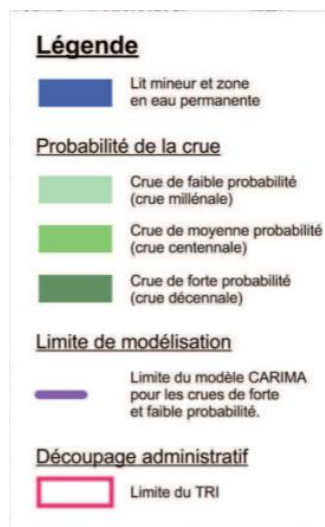 Légende
Lit mineur et zone
en eau permanente
Probabilité de la crue
Crue de faible probabilité
(crue millénale)
Crue de moyenne probabilité
(crue centennale)
Crue de forte probabilité
(crue décennale)
Limite de modélisation
Limite du modèle CARIMA
pour les crues de forte
et faible probabilité.
Découpage administratif
Limite du TRI